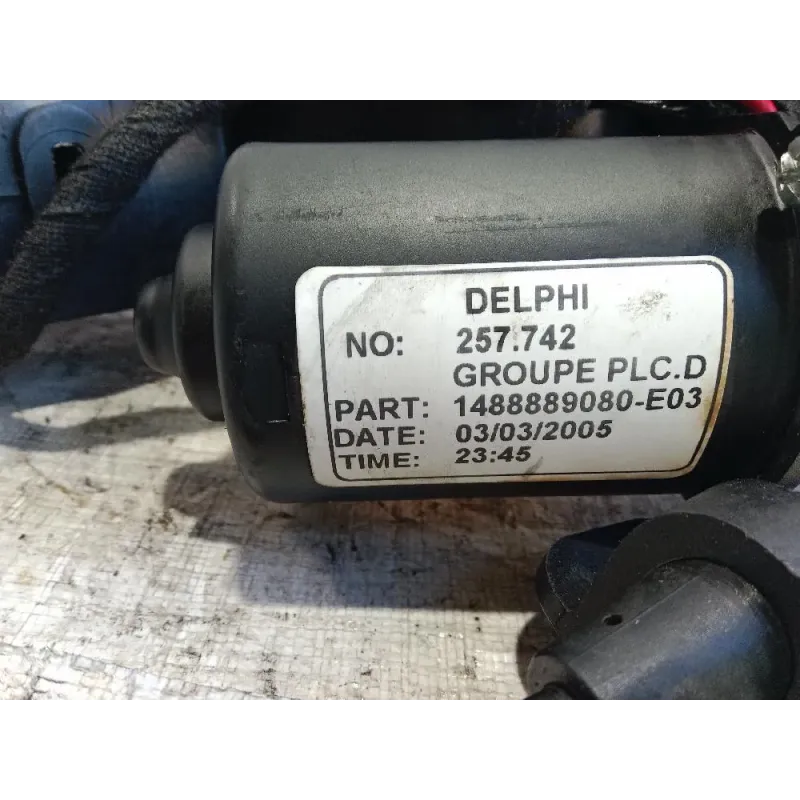 DELPHI
NO: 257.742
GROUPE PLC.D
PART: 1488889080-E03
DATE: 03/03/2005
TIME: 23:45